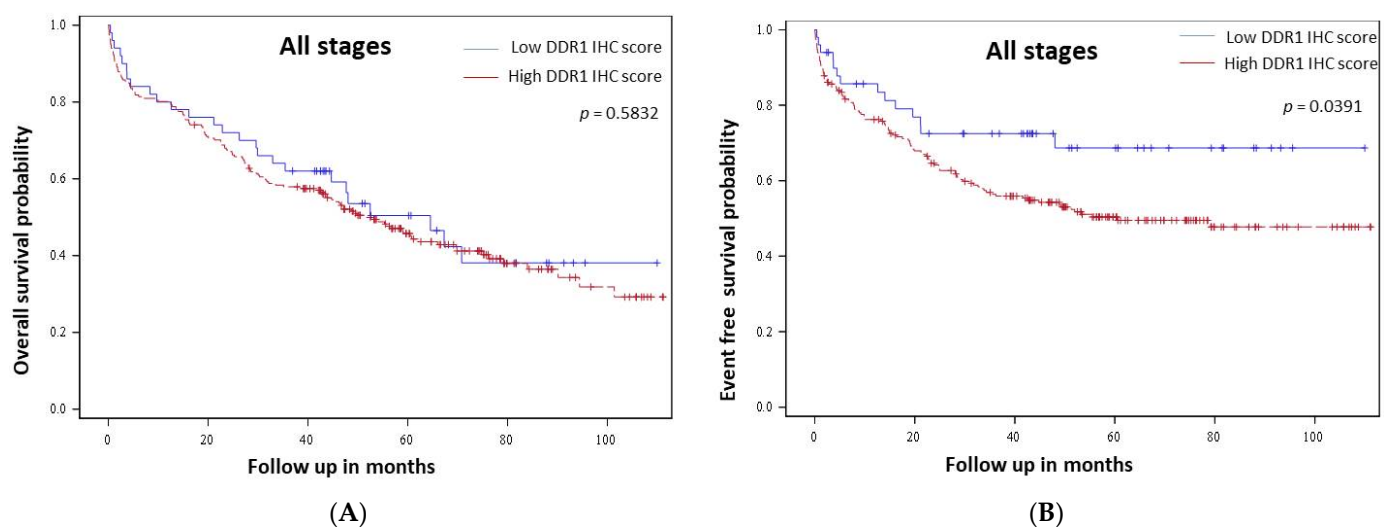 All stages
Low DDR1 IHC score
High DDR1 IHC score
p = 0.5832
Overall survival probability
1.0
0.8
0.6
0.4
0.2
0.0
0 20 40 60 80 100
Follow up in months
(A)
All stages
Low DDR1 IHC score
High DDR1 IHC score
p = 0.0391
Event free survival probability
1.0
0.8
0.6
0.4
0.2
0.0
0 20 40 60 80 100
Follow up in months
(B)